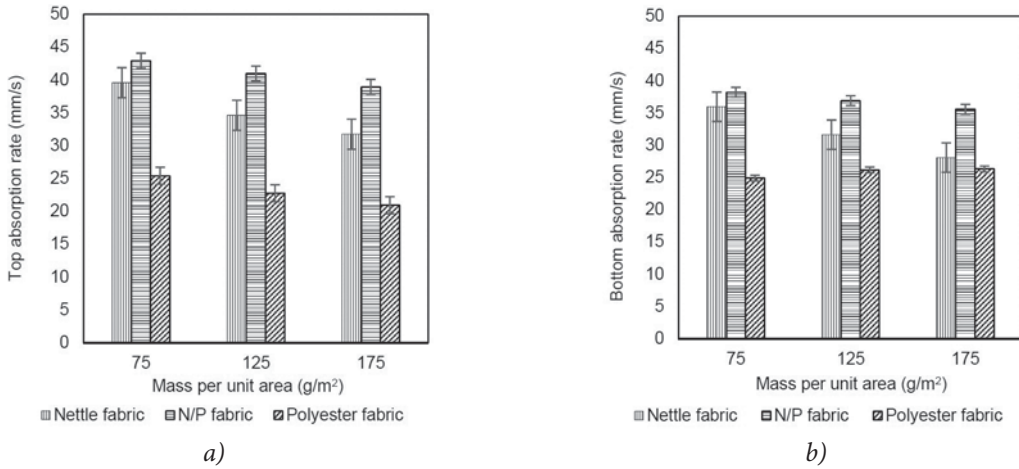 50
45
40
35
30
25
20
15
10
5
0
Top absorption rate (mm/s)
75 125 175
Mass per unit area (g/m²)
Nettle fabric N/P fabric Polyester fabric
a)
50
45
40
35
30
25
20
15
10
5
0
Bottom absorption rate (mm/s)
75 125 175
Mass per unit area (g/m²)
Nettle fabric N/P fabric Polyester fabric
b)